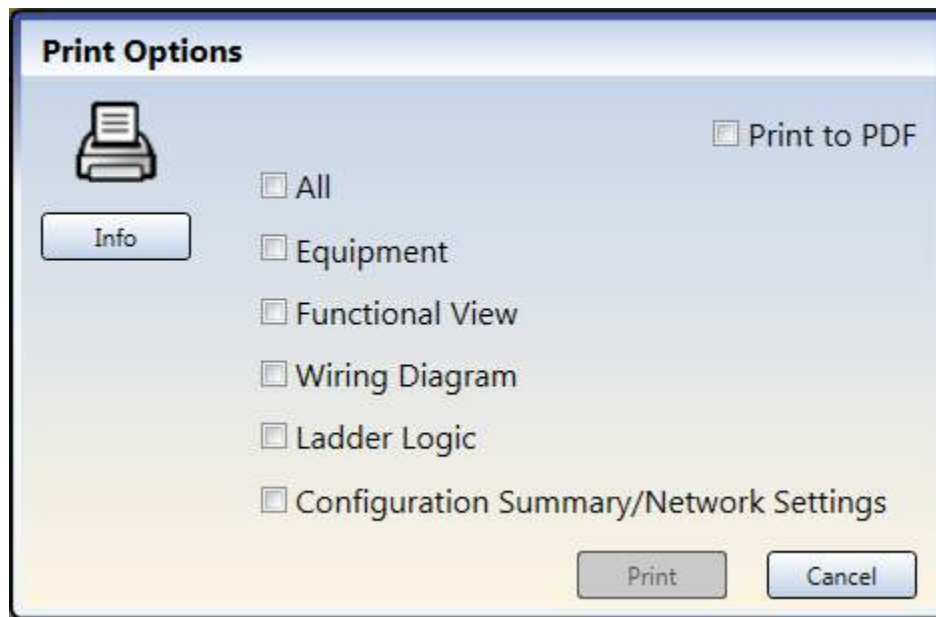 Print Options
Print to PDF
All
Info
Equipment
Functional View
Wiring Diagram
Ladder Logic
Configuration Summary/Network Settings
Print
Cancel